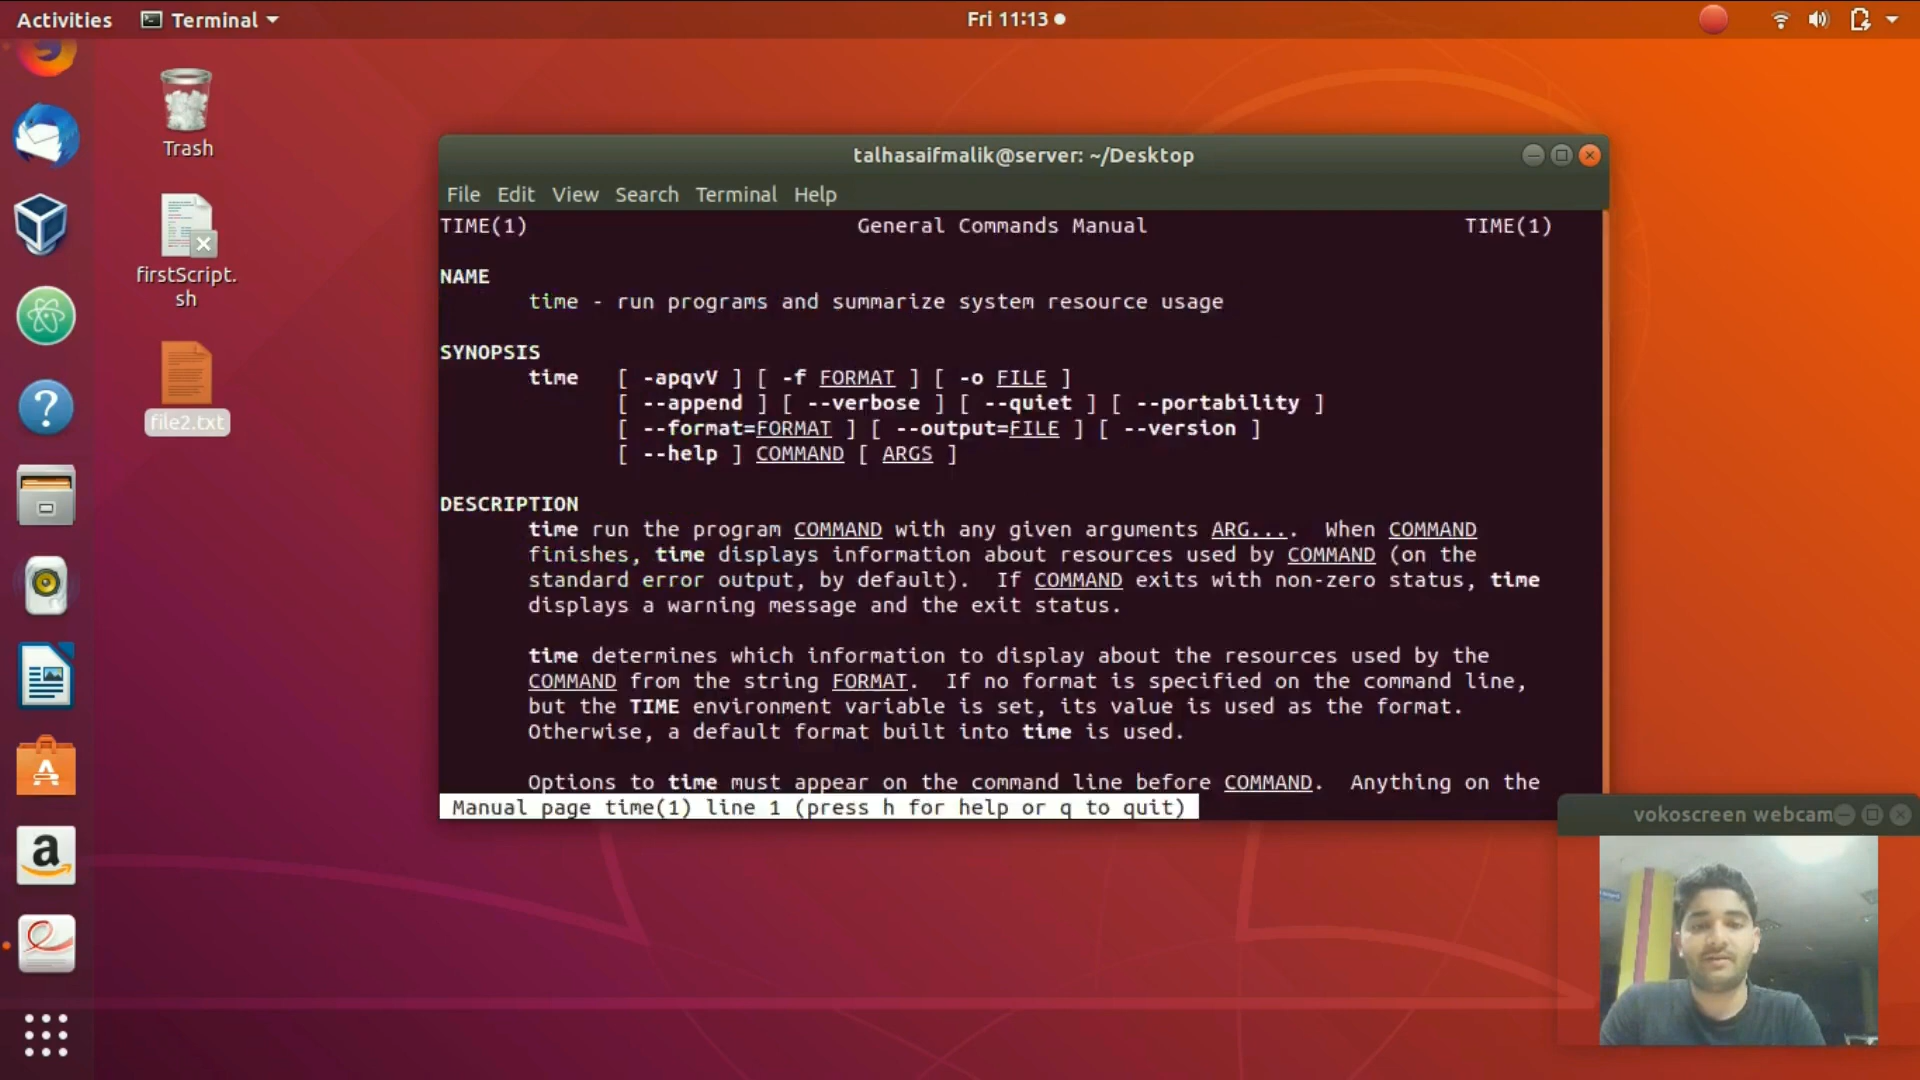 Activities
Terminal
Fri 11:13
Trash
firstScript.
sh
file2.txt
talhasaifmalik@server: ~/Desktop
File Edit View Search Terminal Help
TIME(1) General Commands Manual TIME(1)
NAME
time - run programs and summarize system resource usage
SYNOPSIS
time [ -apqvV ] [ -f FORMAT ] [ -o FILE ]
[ --append ] [ --verbose ] [ --quiet ] [ --portability ]
[ --format=FORMAT ] [ --output=FILE ] [ --version ]
[ --help ] COMMAND [ ARGS ]
DESCRIPTION
time run the program COMMAND with any given arguments ARG.... When COMMAND
finishes, time displays information about resources used by COMMAND (on the
standard error output, by default). If COMMAND exits with non-zero status, time
displays a warning message and the exit status.
time determines which information to display about the resources used by the
COMMAND from the string FORMAT. If no format is specified on the command line,
but the TIME environment variable is set, its value is used as the format.
Otherwise, a default format built into time is used.
Options to time must appear on the command line before COMMAND. Anything on the
Manual page time(1) line 1 (press h for help or q to quit)
vokoscreen webcam